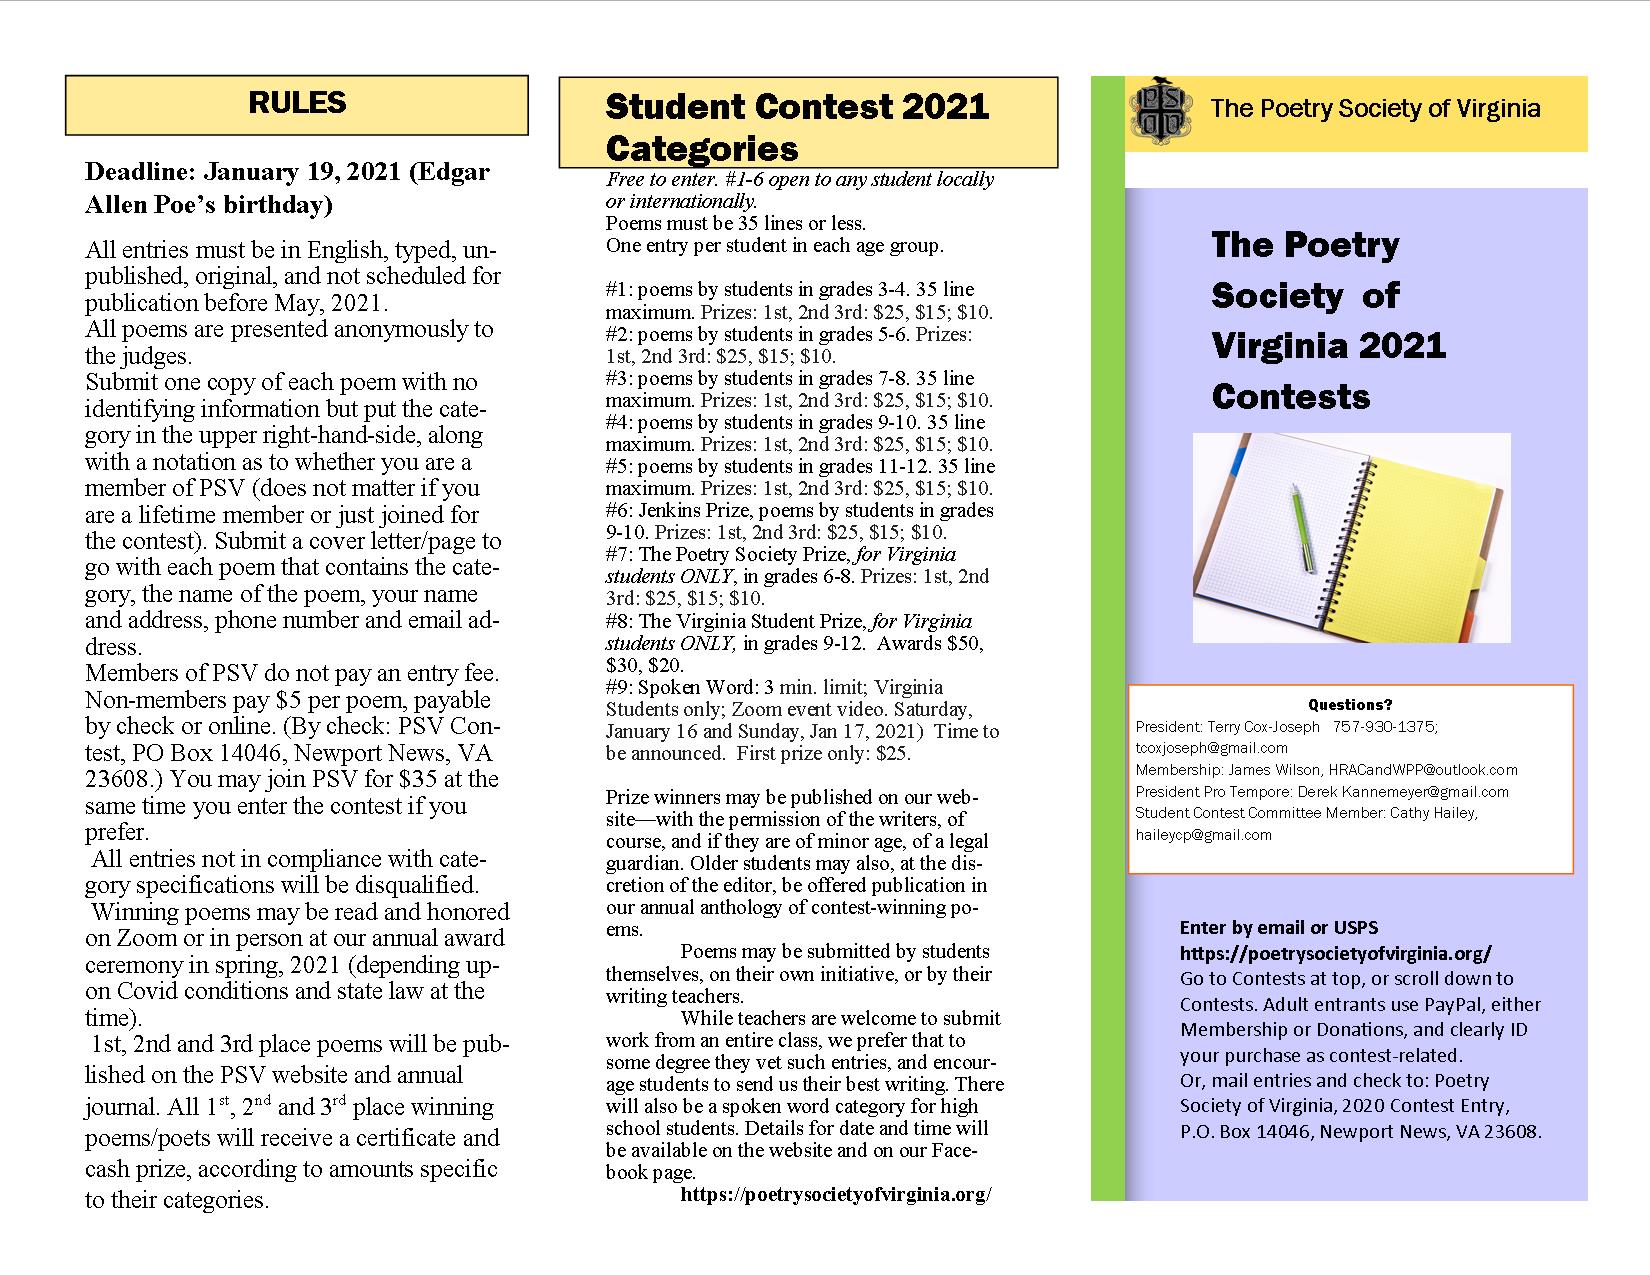 RULES
Deadline: January 19, 2021 (Edgar
Allen Poe's birthday)
All entries must be in English, typed, un-
published, original, and not scheduled for
publication before May, 2021.
All poems are presented anonymously to
the judges.
Submit one copy of each poem with no
identifying information but put the cate-
gory in the upper right-hand-side, along
with a notation as to whether you are a
member of PSV (does not matter if you
are a lifetime member or just joined for
the contest). Submit a cover letter/page to
go with each poem that contains the cate-
gory, the name of the poem, your name
and address, phone number and email ad-
dress.
Members of PSV do not pay an entry fee.
Non-members pay $5 per poem, payable
by check or online. (By check: PSV Con-
test, PO Box 14046, Newport News, VA
23608.) You may join PSV for $35 at the
same time you enter the contest if you
prefer.
All entries not in compliance with cate-
gory specifications will be disqualified.
Winning poems may be read and honored
on Zoom or in person at our annual award
ceremony in spring, 2021 (depending up-
on Covid conditions and state law at the
time).
1st, 2nd and 3rd place poems will be pub-
lished on the PSV website and annual
journal. All 1st, 2nd and 3rd place winning
poems/poets will receive a certificate and
cash prize, according to amounts specific
to their categories.
Student Contest 2021
Categories
Free to enter. #1-6 open to any student locally
or internationally.
Poems must be 35 lines or less.
One entry per student in each age group.
#1: poems by students in grades 3-4. 35 line
maximum. Prizes: 1st, 2nd 3rd: $25, $15; $10.
#2: poems by students in grades 5-6. Prizes:
1st, 2nd 3rd: $25, $15; $10.
#3: poems by students in grades 7-8. 35 line
maximum. Prizes: 1st, 2nd 3rd: $25, $15; $10.
#4: poems by students in grades 9-10. 35 line
maximum. Prizes: 1st, 2nd 3rd: $25, $15; $10.
#5: poems by students in grades 11-12. 35 line
maximum. Prizes: 1st, 2nd 3rd: $25, $15; $10.
#6: Jenkins Prize, poems by students in grades
9-10. Prizes: 1st, 2nd 3rd: $25, $15; $10.
#7: The Poetry Society Prize, for Virginia
students ONLY, in grades 6-8. Prizes: 1st, 2nd
3rd: $25, $15; $10.
#8: The Virginia Student Prize, for Virginia
students ONLY, in grades 9-12.  Awards $50,
$30, $20.
#9: Spoken Word: 3 min. limit; Virginia
Students only; Zoom event video. Saturday,
January 16 and Sunday, Jan 17, 2021)  Time to
be announced.  First prize only: $25.
Prize winners may be published on our web-
site—with the permission of the writers, of
course, and if they are of minor age, of a legal
guardian. Older students may also, at the dis-
cretion of the editor, be offered publication in
our annual anthology of contest-winning po-
ems.
Poems may be submitted by students
themselves, on their own initiative, or by their
writing teachers.
While teachers are welcome to submit
work from an entire class, we prefer that to
some degree they vet such entries, and encour-
age students to send us their best writing. There
will also be a spoken word category for high
school students. Details for date and time will
be available on the website and on our Face-
book page.
https://poetrysocietyofvirginia.org/
PS
OV
The Poetry Society of Virginia
The Poetry
Society of
Virginia 2021
Contests
Questions?
President: Terry Cox-Joseph   757-930-1375;
tcoxjoseph@gmail.com
Membership: James Wilson, HRACandWPP@outlook.com
President Pro Tempore: Derek Kannemeyer@gmail.com
Student Contest Committee Member: Cathy Hailey,
haileycp@gmail.com
Enter by email or USPS
https://poetrysocietyofvirginia.org/
Go to Contests at top, or scroll down to
Contests. Adult entrants use PayPal, either
Membership or Donations, and clearly ID
your purchase as contest-related.
Or, mail entries and check to: Poetry
Society of Virginia, 2020 Contest Entry,
P.O. Box 14046, Newport News, VA 23608.